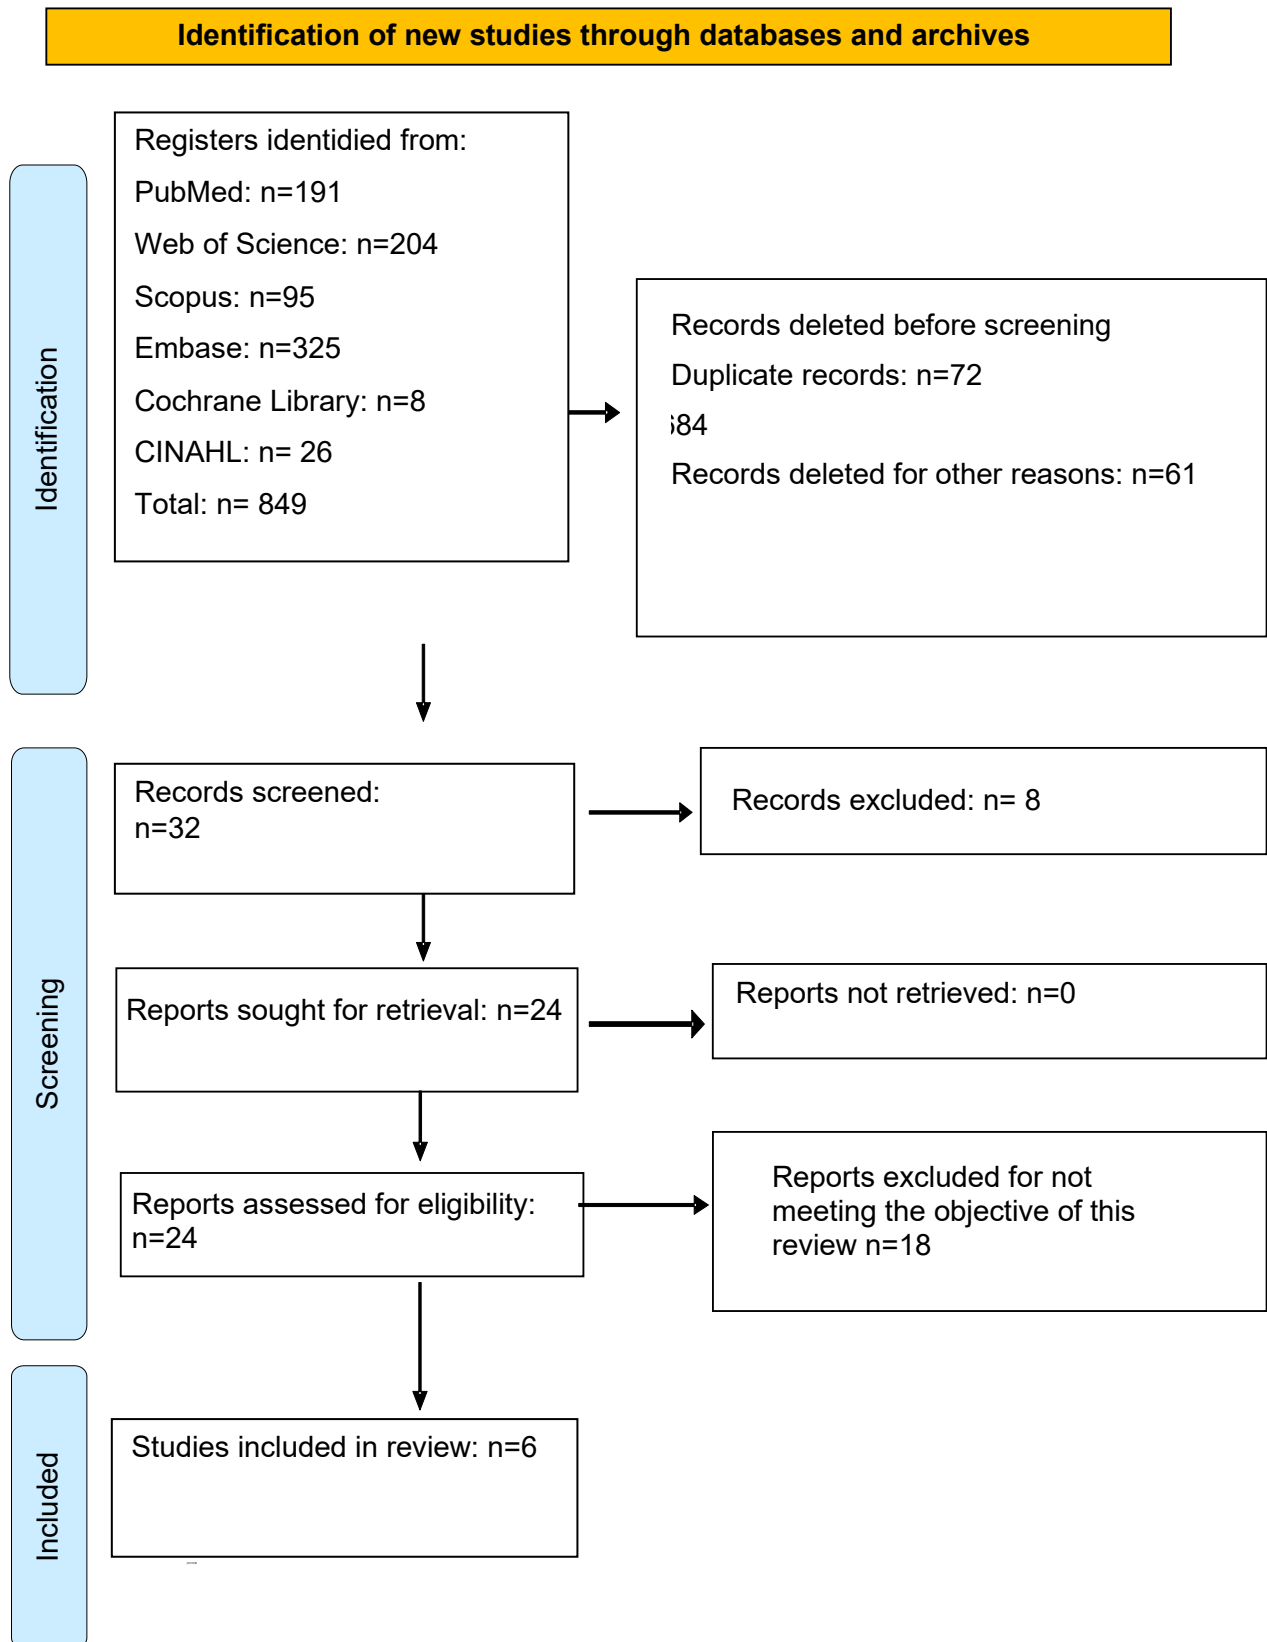 Identification of new studies through databases and archives
Identification
Registers identidied from:
PubMed: n=191
Web of Science: n=204
Scopus: n=95
Embase: n=325
Cochrane Library: n=8
CINAHL: n= 26
Total: n= 849
Records deleted before screening
Duplicate records: n=72
84
Records deleted for other reasons: n=61
Screening
Records screened:
n=32
Records excluded: n= 8
Reports sought for retrieval: n=24
Reports not retrieved: n=0
Reports assessed for eligibility:
n=24
Reports excluded for not
meeting the objective of this
review n=18
Included
Studies included in review: n=6